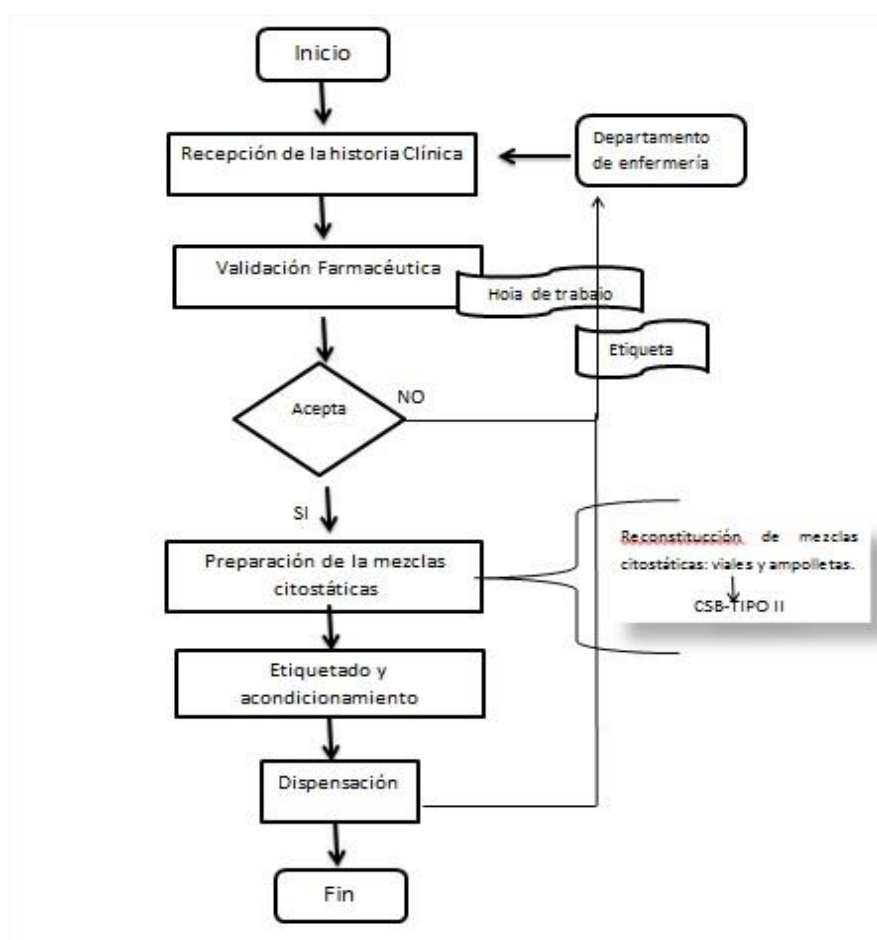 Inicio
Departamento
de enfermería
Recepción de la historia Clínica
Validación Farmacéutica
Hoia de trabaio
Etiqueta
Acepta
NO
SI
Preparación de la mezclas
citostáticas
Reconstitucción de mezclas
citostáticas: viales y ampolletas.
CSB-TIPO II
Etiquetado y
acondicionamiento
Dispensación
Fin